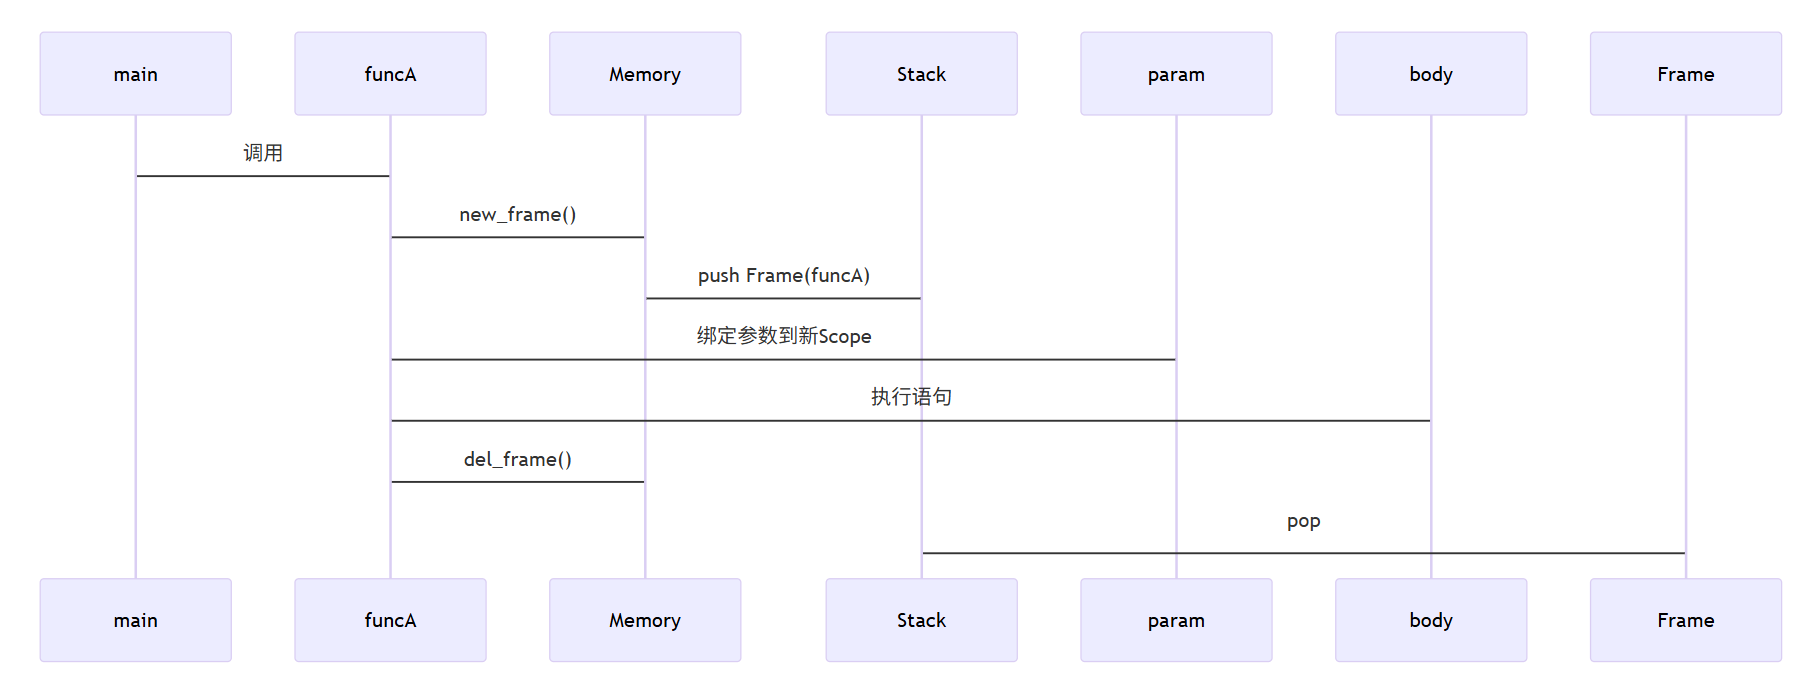 main
funcA
Memory
Stack
param
body
Frame
调用
new_frame()
push Frame(funcA)
绑定参数到新Scope
执行语句
del_frame()
pop
main
funcA
Memory
Stack
param
body
Frame